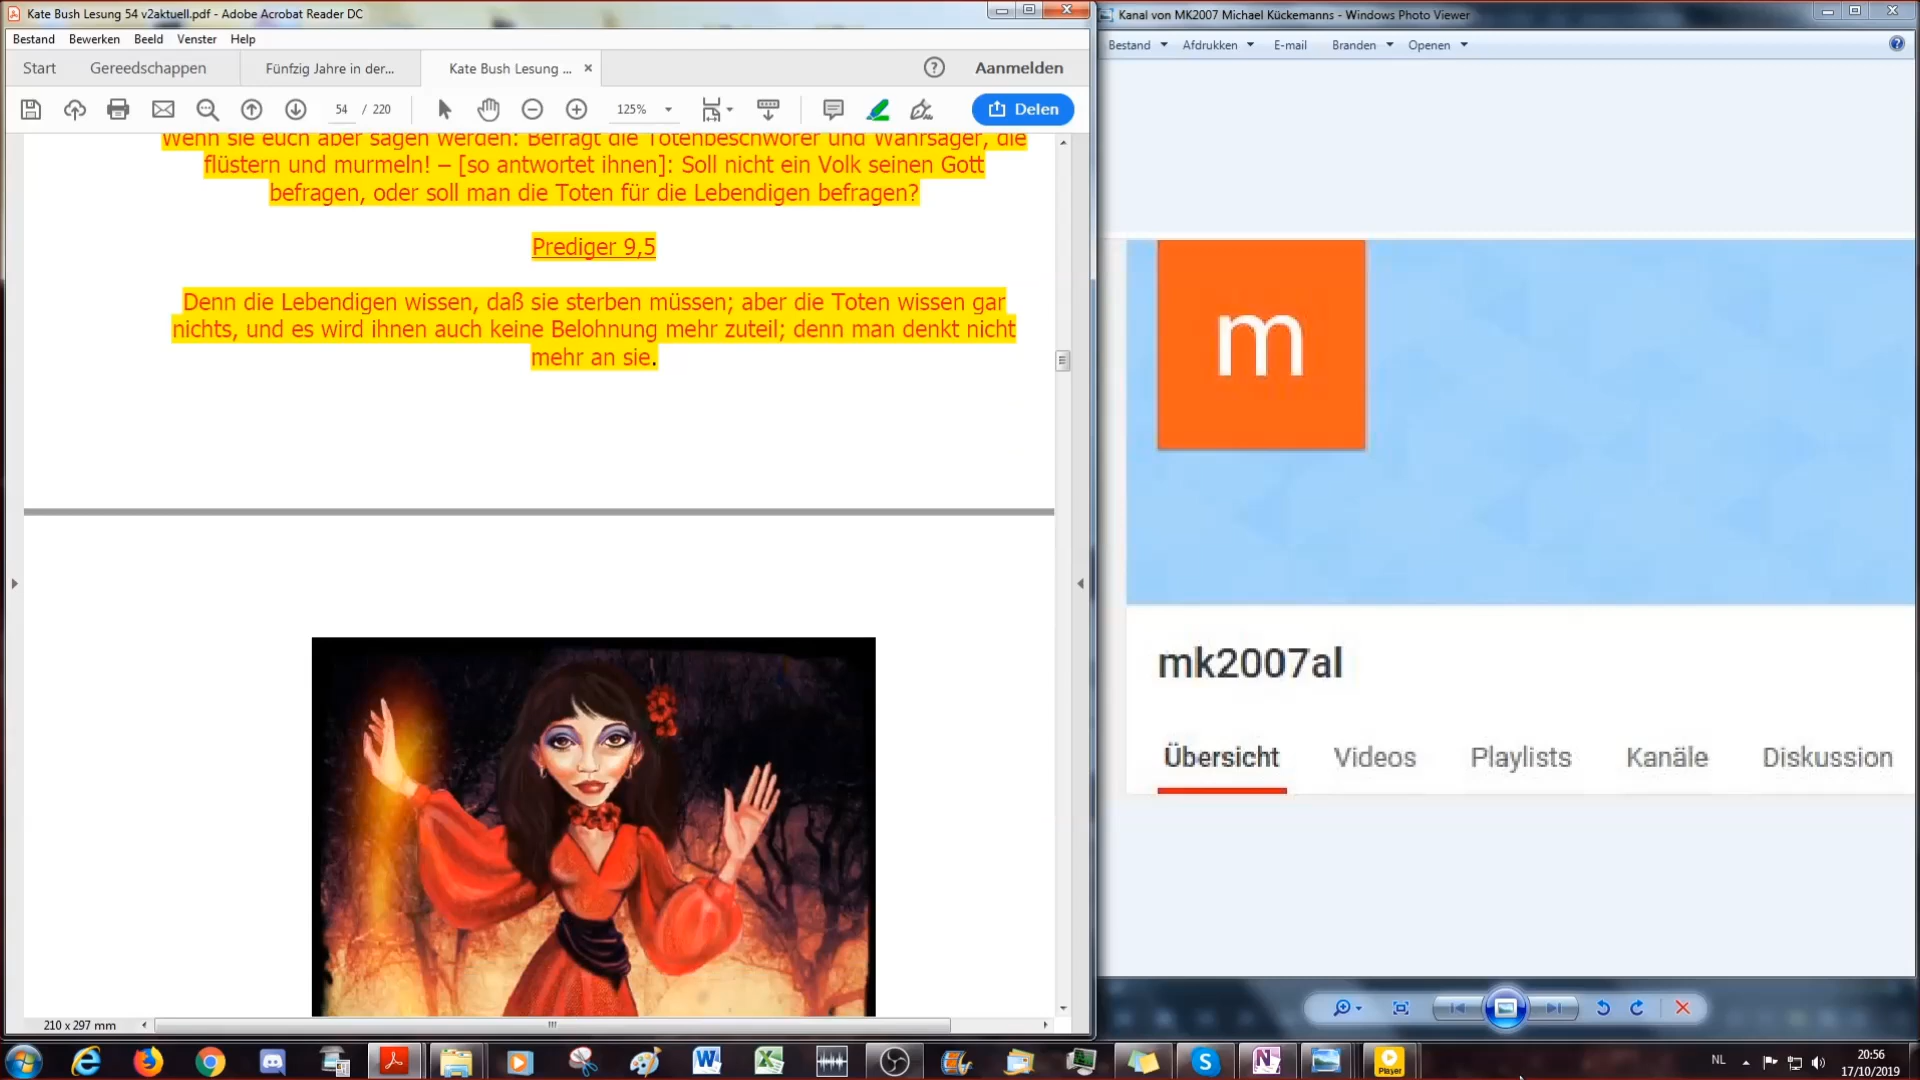 Kate Bush Lesung 54 v2aktuell.pdf - Adobe Acrobat Reader DC
Bestand Bewerken Beeld Venster Help
Start Gereedschappen Fünfzig Jahre in der... Kate Bush Lesung ... × ? Aanmelden
54 / 220 125% Delen
Wenn sie euch aber sagen werden: Befragt die Totenbeschwörer und Wahrsager, die
flüstern und murmeln! – [so antwortet ihnen]: Soll nicht ein Volk seinen Gott
befragen, oder soll man die Toten für die Lebendigen befragen?
Prediger 9,5
Denn die Lebendigen wissen, daß sie sterben müssen; aber die Toten wissen gar
nichts, und es wird ihnen auch keine Belohnung mehr zuteil; denn man denkt nicht
mehr an sie.
210 x 297 mm
Kanal von MK2007 Michael Kückemanns - Windows Photo Viewer
Bestand Afdrukken E-mail Branden Openen
m
mk2007al
Übersicht Videos Playlists Kanäle Diskussion
Player
NL
20:56
17/10/2019